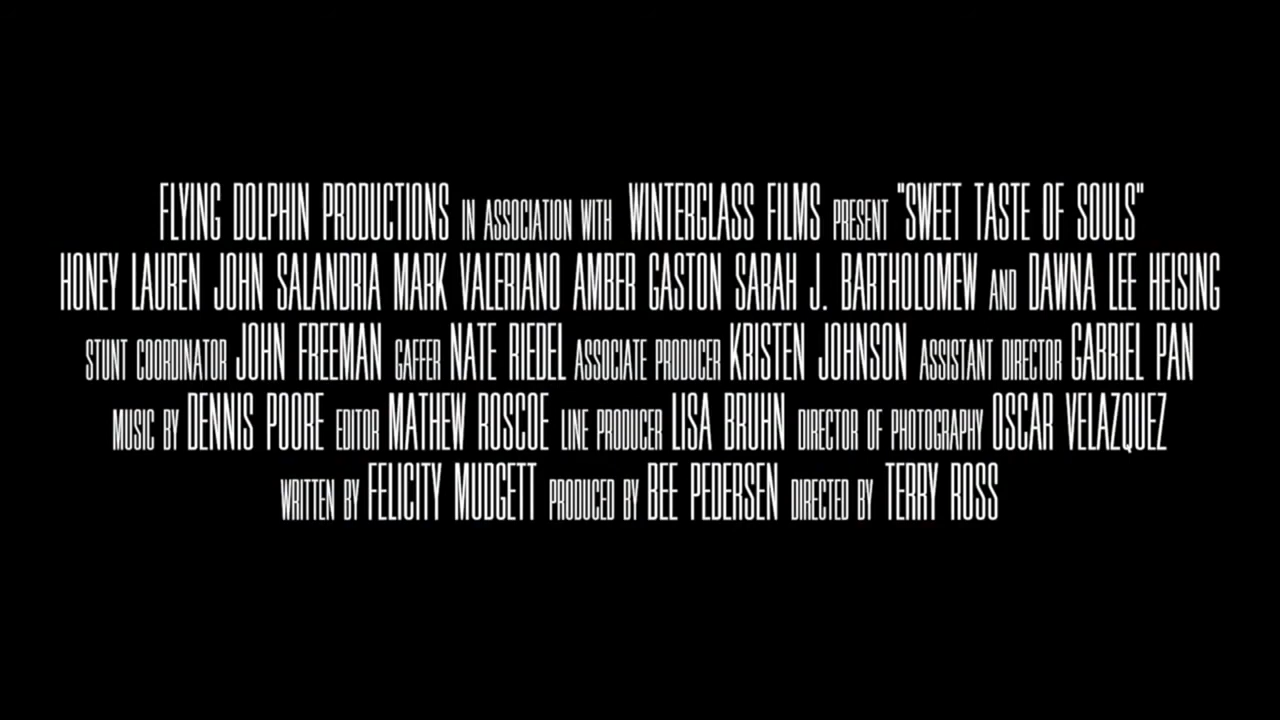 FLYING DOLPHIN PRODUCTIONS IN ASSOCIATION WITH WINTERGLASS FILMS PRESENT "SWEET TASTE OF SOULS"
HONEY LAUREN JOHN SALANDRIA MARK VALERIANO AMBER GASTON SARAH J. BARTHOLOMEW AND DAWNA LEE HEISING
STUNT COORDINATOR JOHN FREEMAN GAFFER NATE RIEDEL ASSOCIATE PRODUCER KRISTEN JOHNSON ASSISTANT DIRECTOR GABRIEL PAN
MUSIC BY DENNIS POORE EDITOR MATHEW ROSCOE LINE PRODUCER LISA BRUHN DIRECTOR OF PHOTOGRAPHY OSCAR VELAZQUEZ
WRITTEN BY FELICITY MUDGETT PRODUCED BY BEE PEDERSEN DIRECTED BY TERRY ROSS